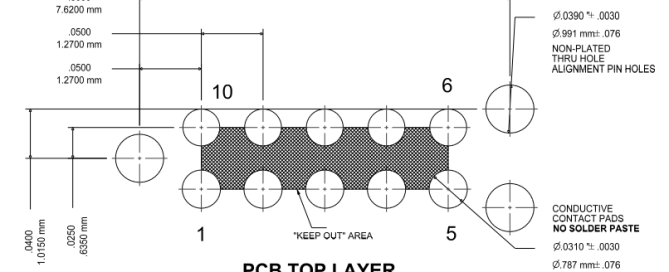 7.6200 mm
.0500
1.2700 mm
.0500
1.2700 mm
Ø.0390 "± .0030
Ø.991 mm± .076
NON-PLATED
THRU HOLE
ALIGNMENT PIN HOLES
10
6
.0400
1.0150 mm
.0250
.6350 mm
1
"KEEP OUT" AREA
5
CONDUCTIVE
CONTACT PADS
NO SOLDER PASTE
Ø.0310 "± .0030
Ø.787 mm± .076
PCB TOP LAYER